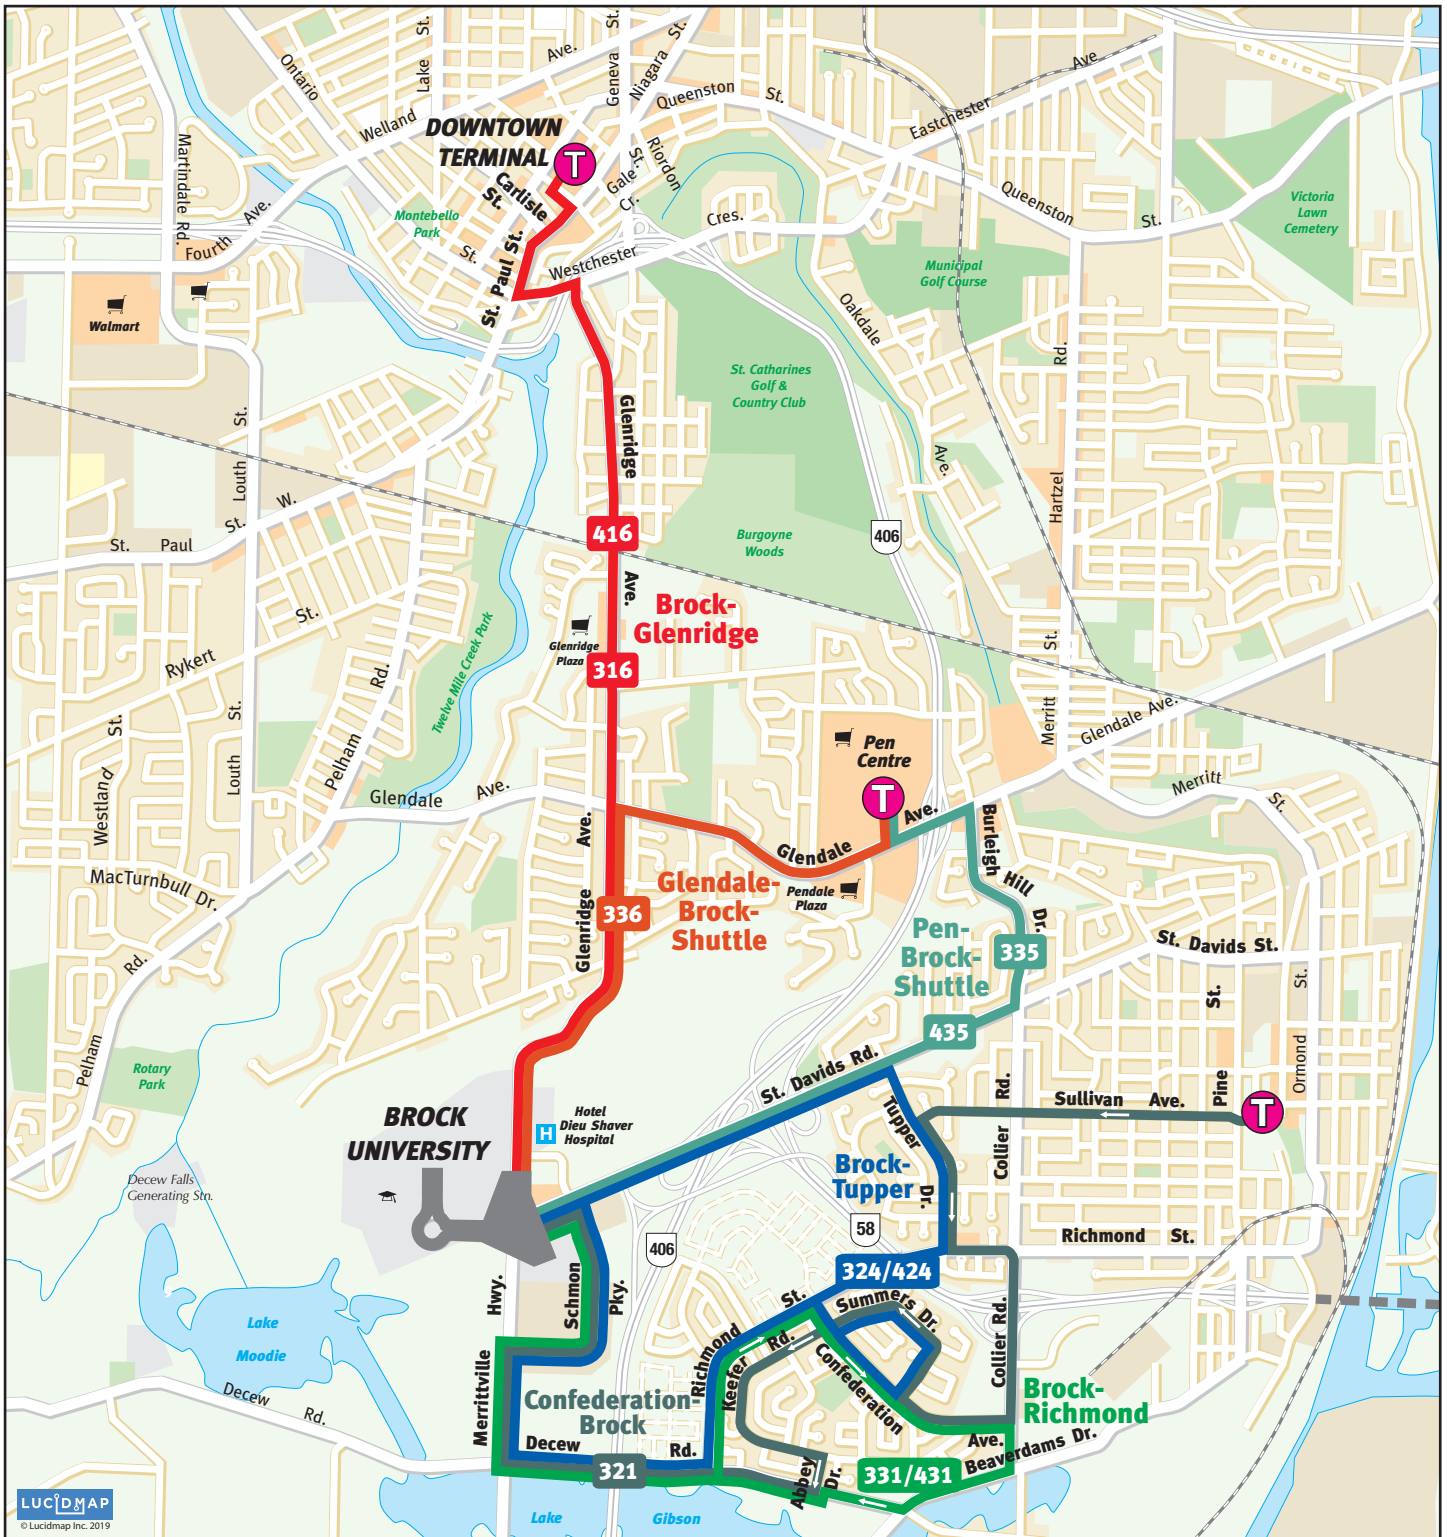 Ontario
St.
Lake
St.
Geneva
St.
Niagara
St.
Ave.
Welland
Queenston
St.
Eastchester
Ave
DOWNTOWN
TERMINAL
T
Martindale Rd.
Carlisle
St.
Riordon
St.
Gale
Cr.
Queenston
St.
Victoria
Lawn
Cemetery
Montebello
Park
Fourth
Ave.
St.
St. Paul St.
Westchester
Cres.
Municipal
Golf Course
Walmart
Oakdale
Ave.
St. Catharines
Golf &
Country Club
Rd.
Hartzel
Glenridge
Ave.
Louth
St.
St. Paul
St.
W.
416
406
Burgoyne
Woods
Brock-
Glenridge
Glenridge
Plaza
316
St.
Rykert
Rd.
Pelham
Twelve Mile Creek Park
St.
Westland
St.
Louth
St.
Merritt
Glendale Ave.
Merritt
St.
Pen
Centre
T
Ave.
Glendale
Ave.
Glendale
Pendale
Plaza
Burleigh
Hill
Dr.
Ave.
Glenridge
MacTurnbull Dr.
Glendale-
Brock-
Shuttle
336
Pen-
Brock-
Shuttle
335
St. Davids St.
435
Rd.
Pelham
Rotary
Park
St. Davids Rd.
St.
Pine
St.
Ormond
Sullivan
Ave.
T
Rd.
Collier
Tupper
Dr.
BROCK
UNIVERSITY
H
Hotel
Dieu Shaver
Hospital
Decew Falls
Generating Stn.
Brock-
Tupper
58
406
Richmond
St.
324/424
Summers Dr.
Schmon
Pky.
Hwy.
Merrittville
Lake
Moodie
Decew
Rd.
St.
Richmond
Keefer
Rd.
Confederation
Ave.
Collier Rd.
Brock-
Richmond
Confederation-
Brock
Decew
Rd.
321
Abbey
Dr.
331/431
Beaverdams Dr.
Lake
Gibson
LUCIDMAP
© Lucidmap Inc. 2019